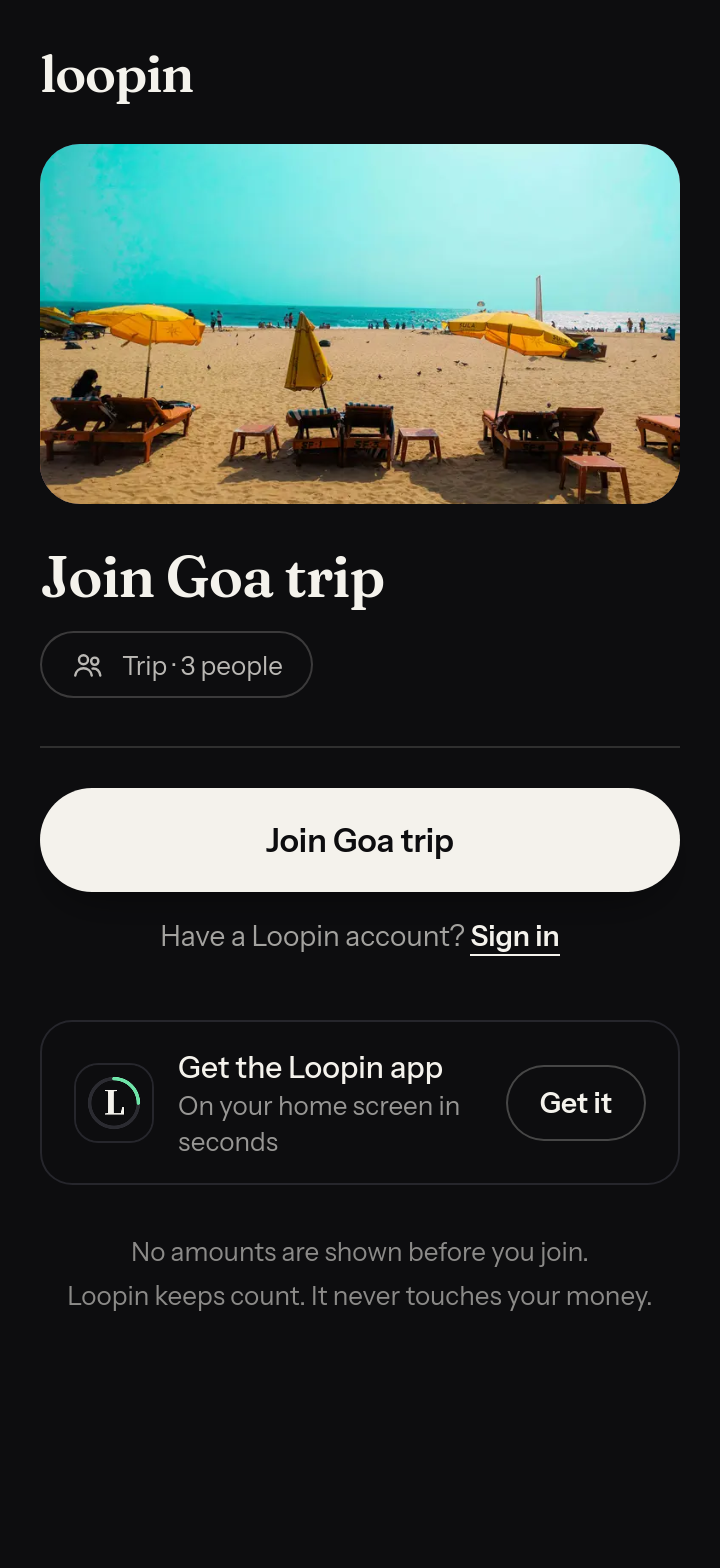 loopin
Join Goa trip
Trip · 3 people
Join Goa trip
Have a Loopin account? Sign in
Get the Loopin app
L
On your home screen in
Get it
seconds
No amounts are shown before you join.
Loopin keeps count. It never touches your money.